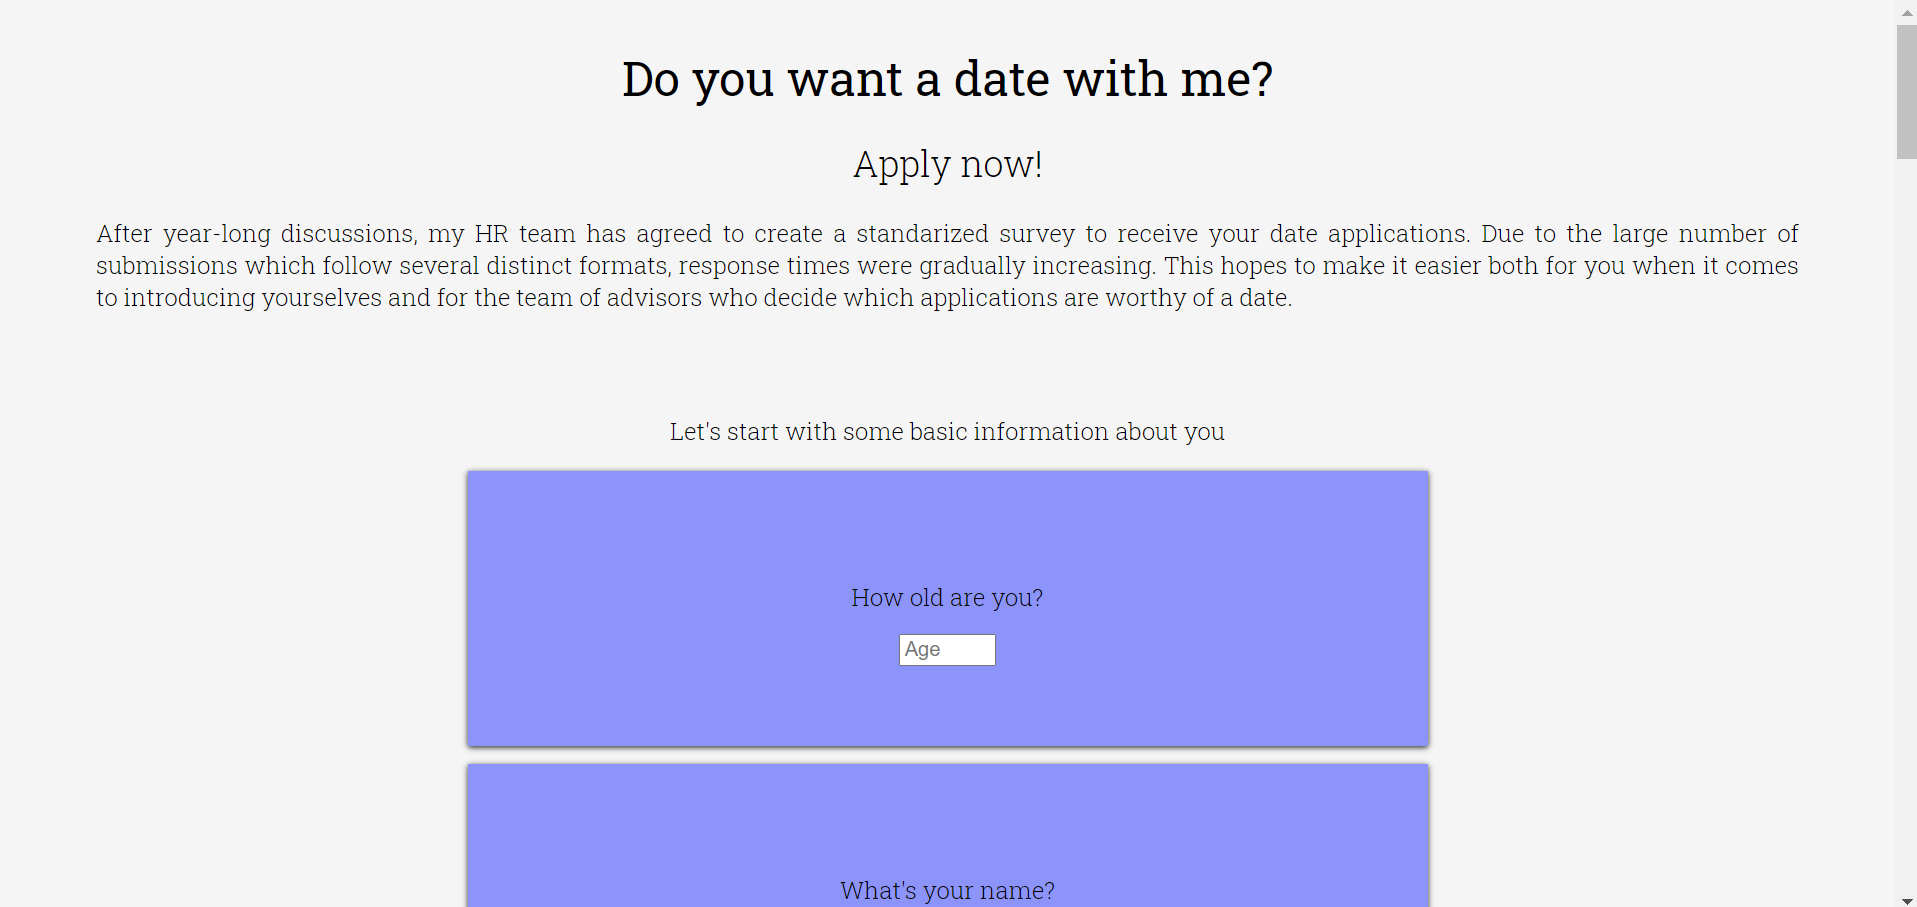 Do you want a date with me?
Apply now!
After year-long discussions, my HR team has agreed to create a standarized survey to receive your date applications. Due to the large number of
submissions which follow several distinct formats, response times were gradually increasing. This hopes to make it easier both for you when it comes
to introducing yourselves and for the team of advisors who decide which applications are worthy of a date.
Let's start with some basic information about you
How old are you?
Age
What's your name?